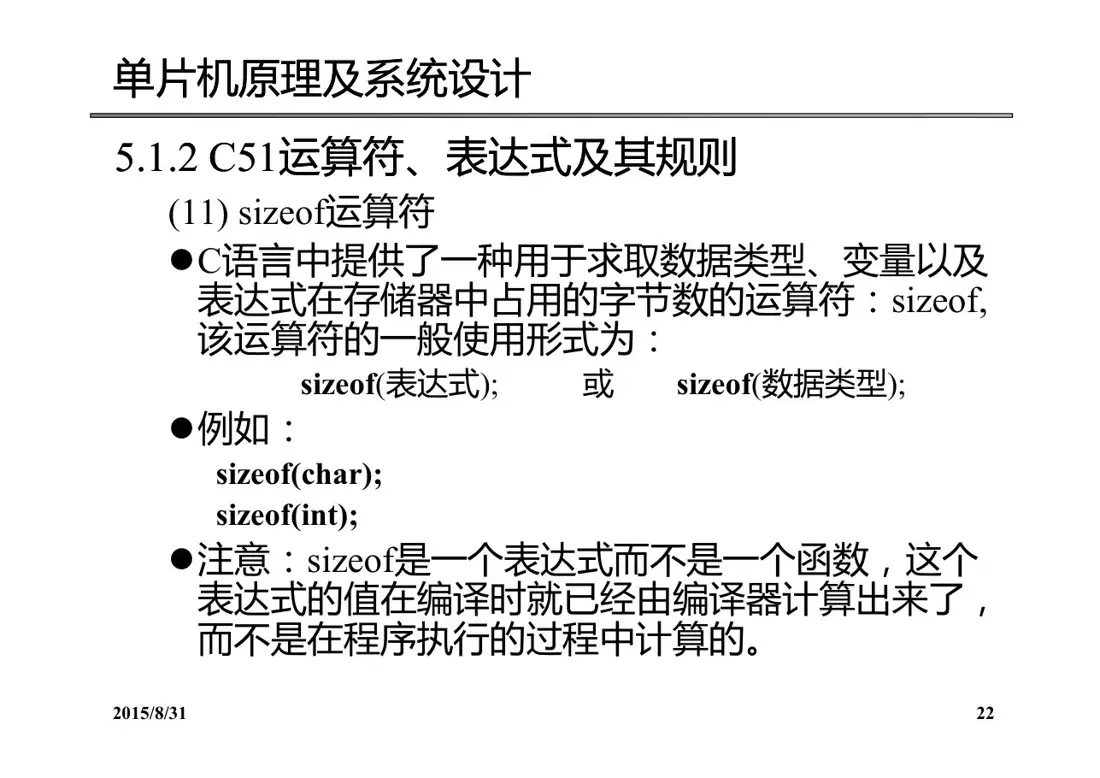 单片机原理及系统设计
5.1.2 C51运算符、表达式及其规则
(11) sizeof运算符
●C语言中提供了一种用于求取数据类型、变量以及
表达式在存储器中占用的字节数的运算符：sizeof,
该运算符的一般使用形式为：
sizeof(表达式); 或 sizeof(数据类型);
●例如：
sizeof(char);
sizeof(int);
●注意：sizeof是一个表达式而不是一个函数，这个
表达式的值在编译时就已经由编译器计算出来了，
而不是在程序执行的过程中计算的。
2015/8/31 22